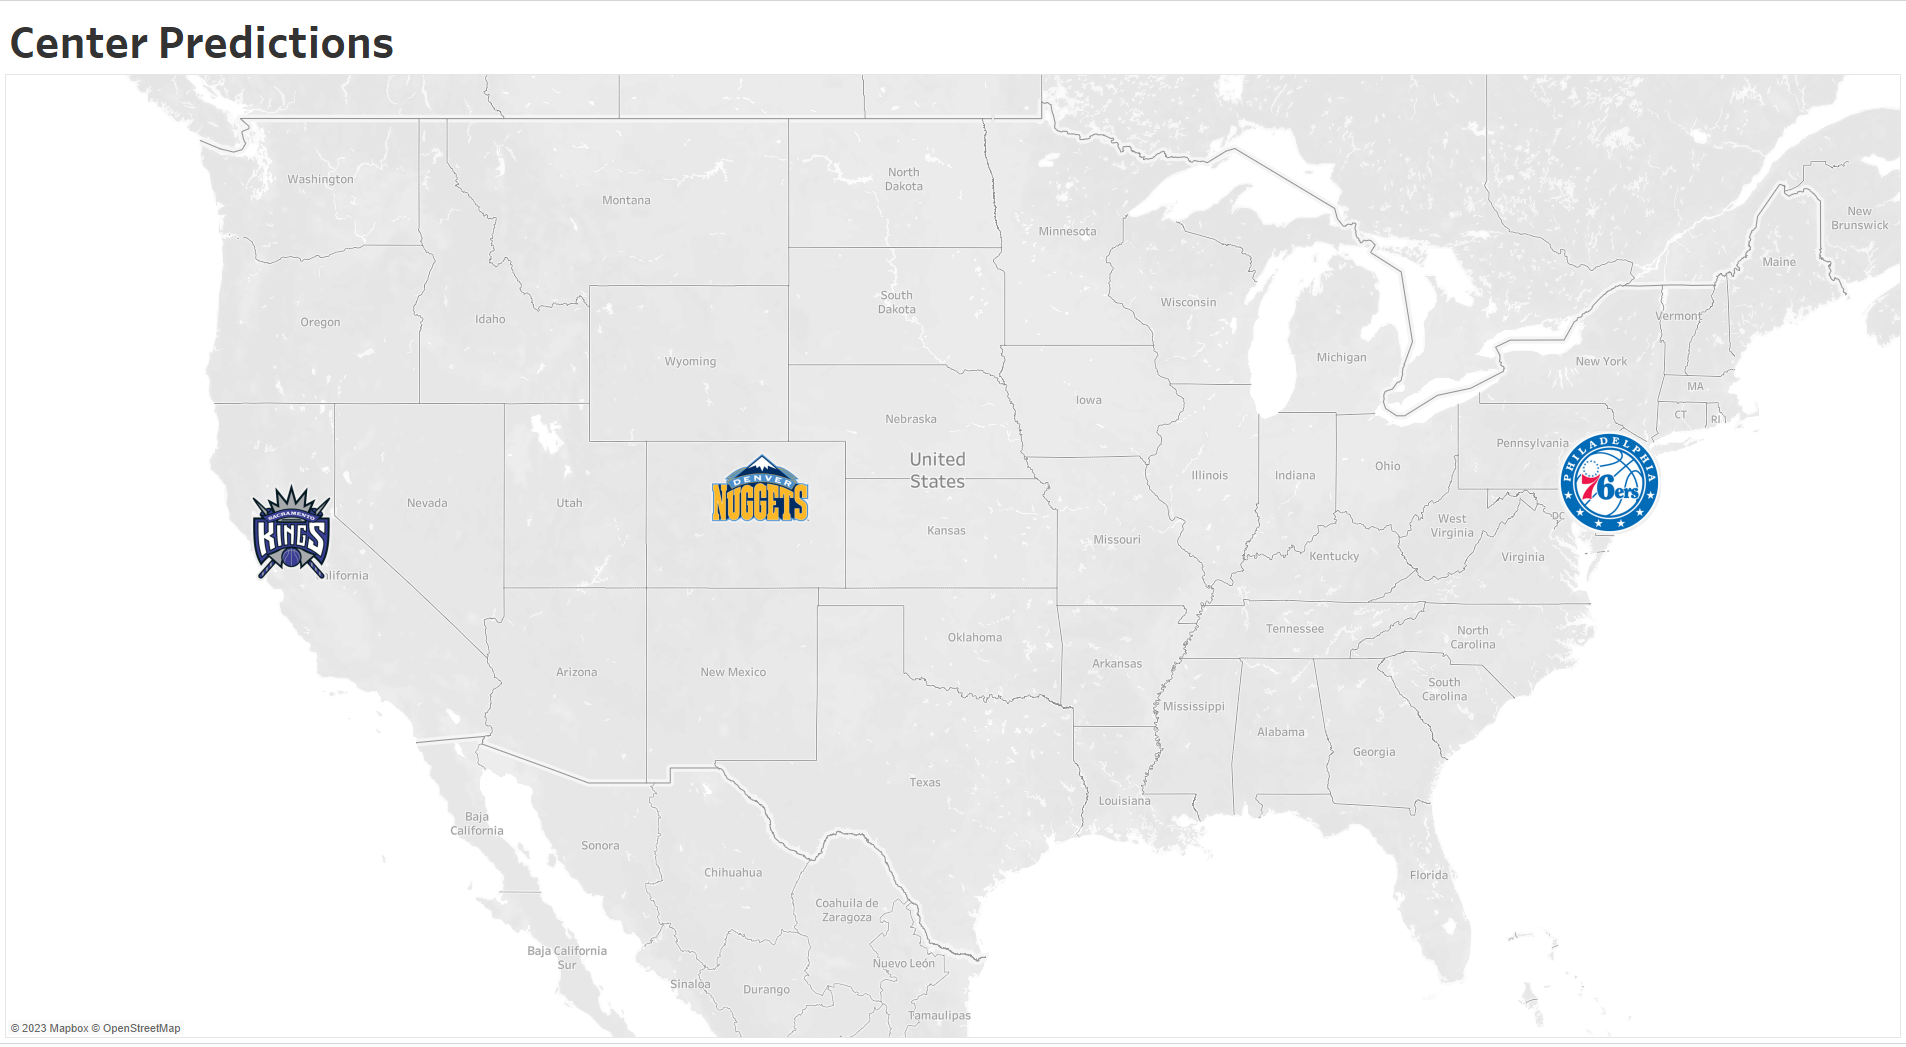 Center Predictions
Washington
Montana
North
Dakota
Minnesota
New
Brunswick
Maine
Oregon
Idaho
South
Dakota
Wisconsin
Vermont
Wyoming
Michigan
New York
MA
Iowa
CT
RI
Nebraska
Pennsylvania
PHILADELPHIA
76ers
United
States
Ohio
Illinois
Indiana
DENVER
NUGGETS
Nevada
Utah
SACRAMENTO
KINGS
DC
West
Virginia
Kansas
Missouri
Kentucky
Virginia
alifornia
Tennessee
North
Carolina
Oklahoma
Arkansas
Arizona
New Mexico
South
Carolina
Mississippi
Alabama
Georgia
Texas
Louisiana
Baja
California
Sonora
Chihuahua
Florida
Coahuila de
Zaragoza
Baja California
Sur
Nuevo León
Sinaloa
Durango
Tamaulipas
© 2023 Mapbox © OpenStreetMap